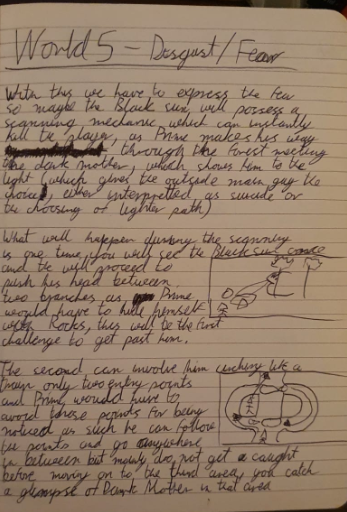 World 5 - Disgust/Fear
With this we have to express the fear
so maybe the Black sun, will possess a
scanning mechanic, which can instantly
kill the player, as Prime makes his way
through the forest meeting
the dark mother, which shows him to the
light (which gives the outside main guy the
choice, either interpreted as suicide or
the choosing of lighter path)
What will happen during the scanning
is one time, you will see the Black sun once
and the will proceed to
push his head between
two branches, as Prime
would have to hide himself
with Rocks, this will be the first
challenge to get past him.
The second, can involve him circling like a
train only two entry points
and Prime would have to
avoid those points for being
noticed as such he can follow
the points and go anywhere
in between but mainly do not get a caught
before moving on to the third area, you catch
a glimpse of Dark Mother in that area